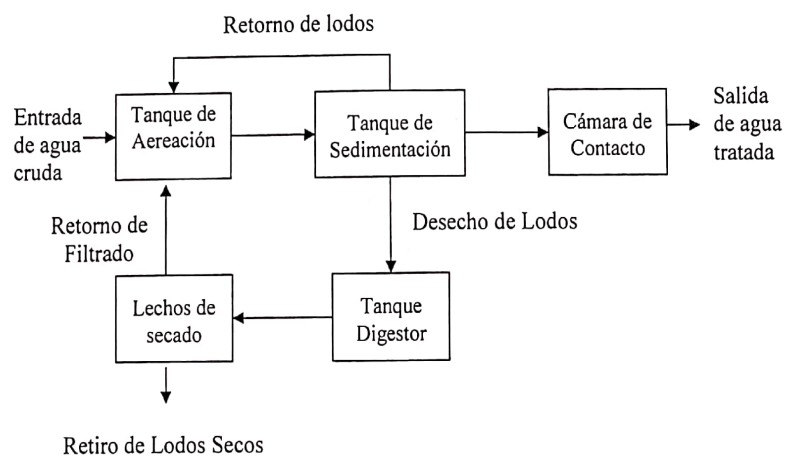 Retorno de lodos
Entrada
de agua
cruda
Tanque de
Aereación
Tanque de
Sedimentación
Cámara de
Contacto
Salida
de agua
tratada
Retorno de
Filtrado
Desecho de Lodos
Lechos de
secado
Tanque
Digestor
Retiro de Lodos Secos